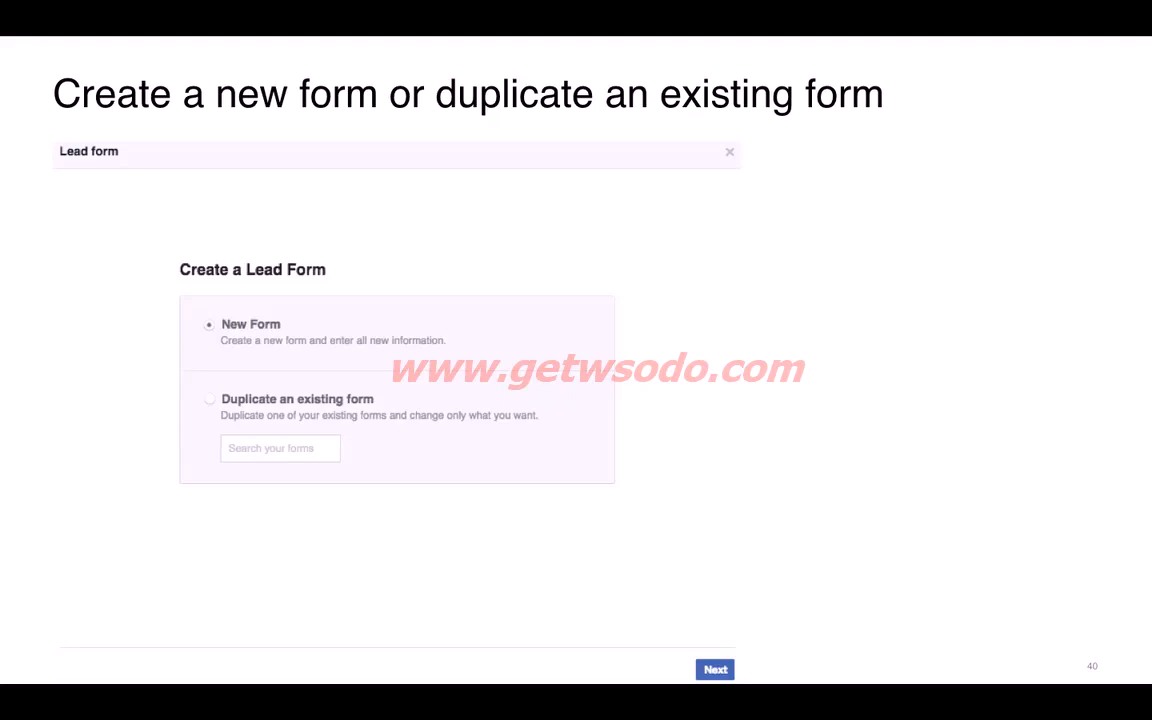 Create a new form or duplicate an existing form
Lead form
×
Create a Lead Form
New Form
Create a new form and enter all new information.
www.getwsodo.com
Duplicate an existing form
Duplicate one of your existing forms and change only what you want.
Search your forms
Next
40